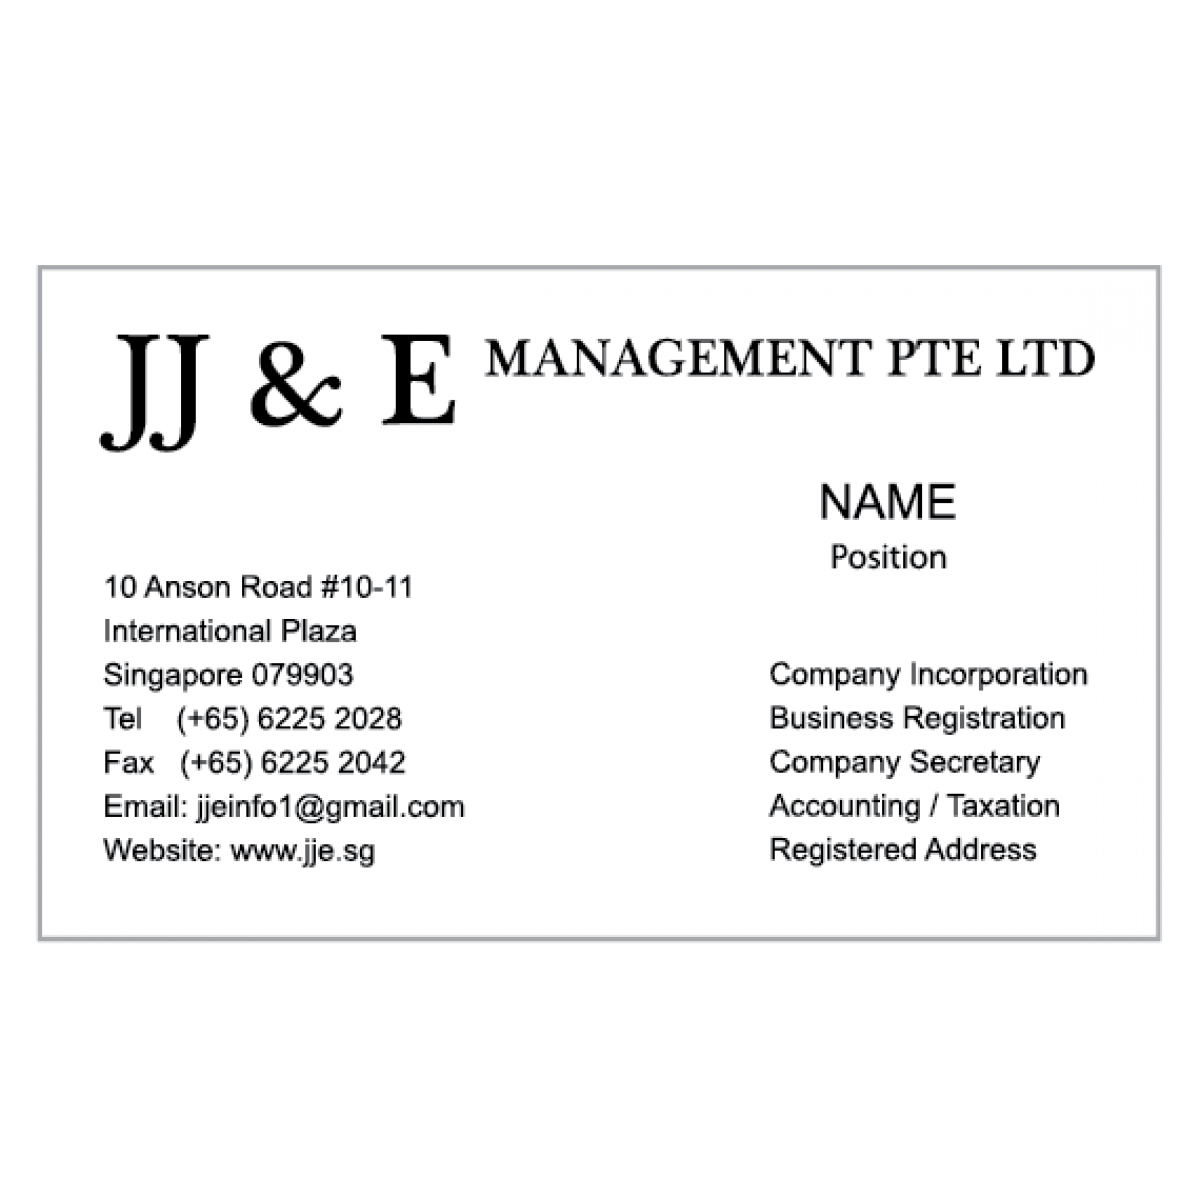 JJ & E MANAGEMENT PTE LTD
NAME
Position
10 Anson Road #10-11
International Plaza
Singapore 079903
Tel (+65) 6225 2028
Fax (+65) 6225 2042
Email: jjeinfo1@gmail.com
Website: www.jje.sg
Company Incorporation
Business Registration
Company Secretary
Accounting / Taxation
Registered Address